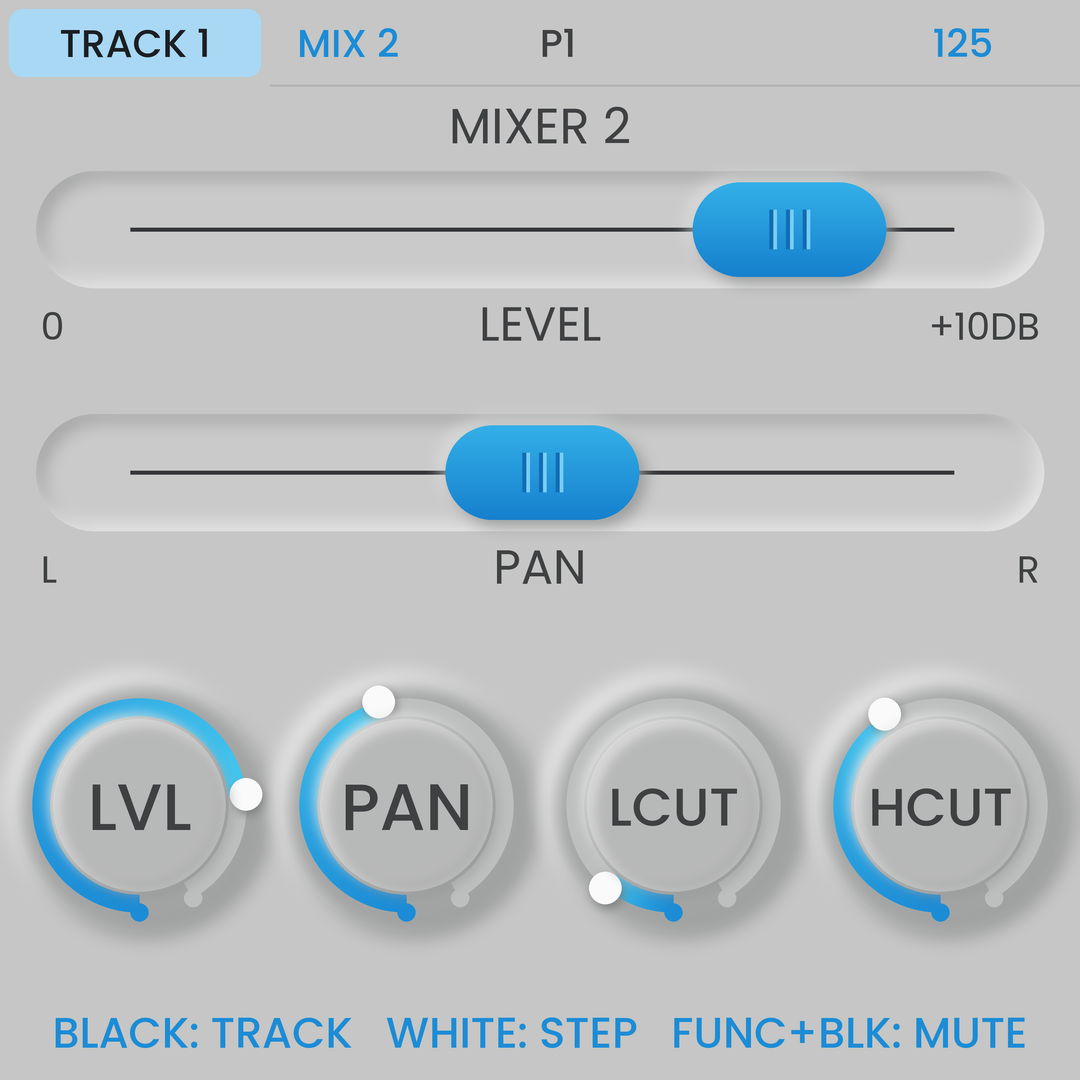 TRACK 1 MIX 2 P1 125
MIXER 2
0 LEVEL +10DB
L PAN R
LVL PAN LCUT HCUT
BLACK: TRACK WHITE: STEP FUNC+BLK: MUTE